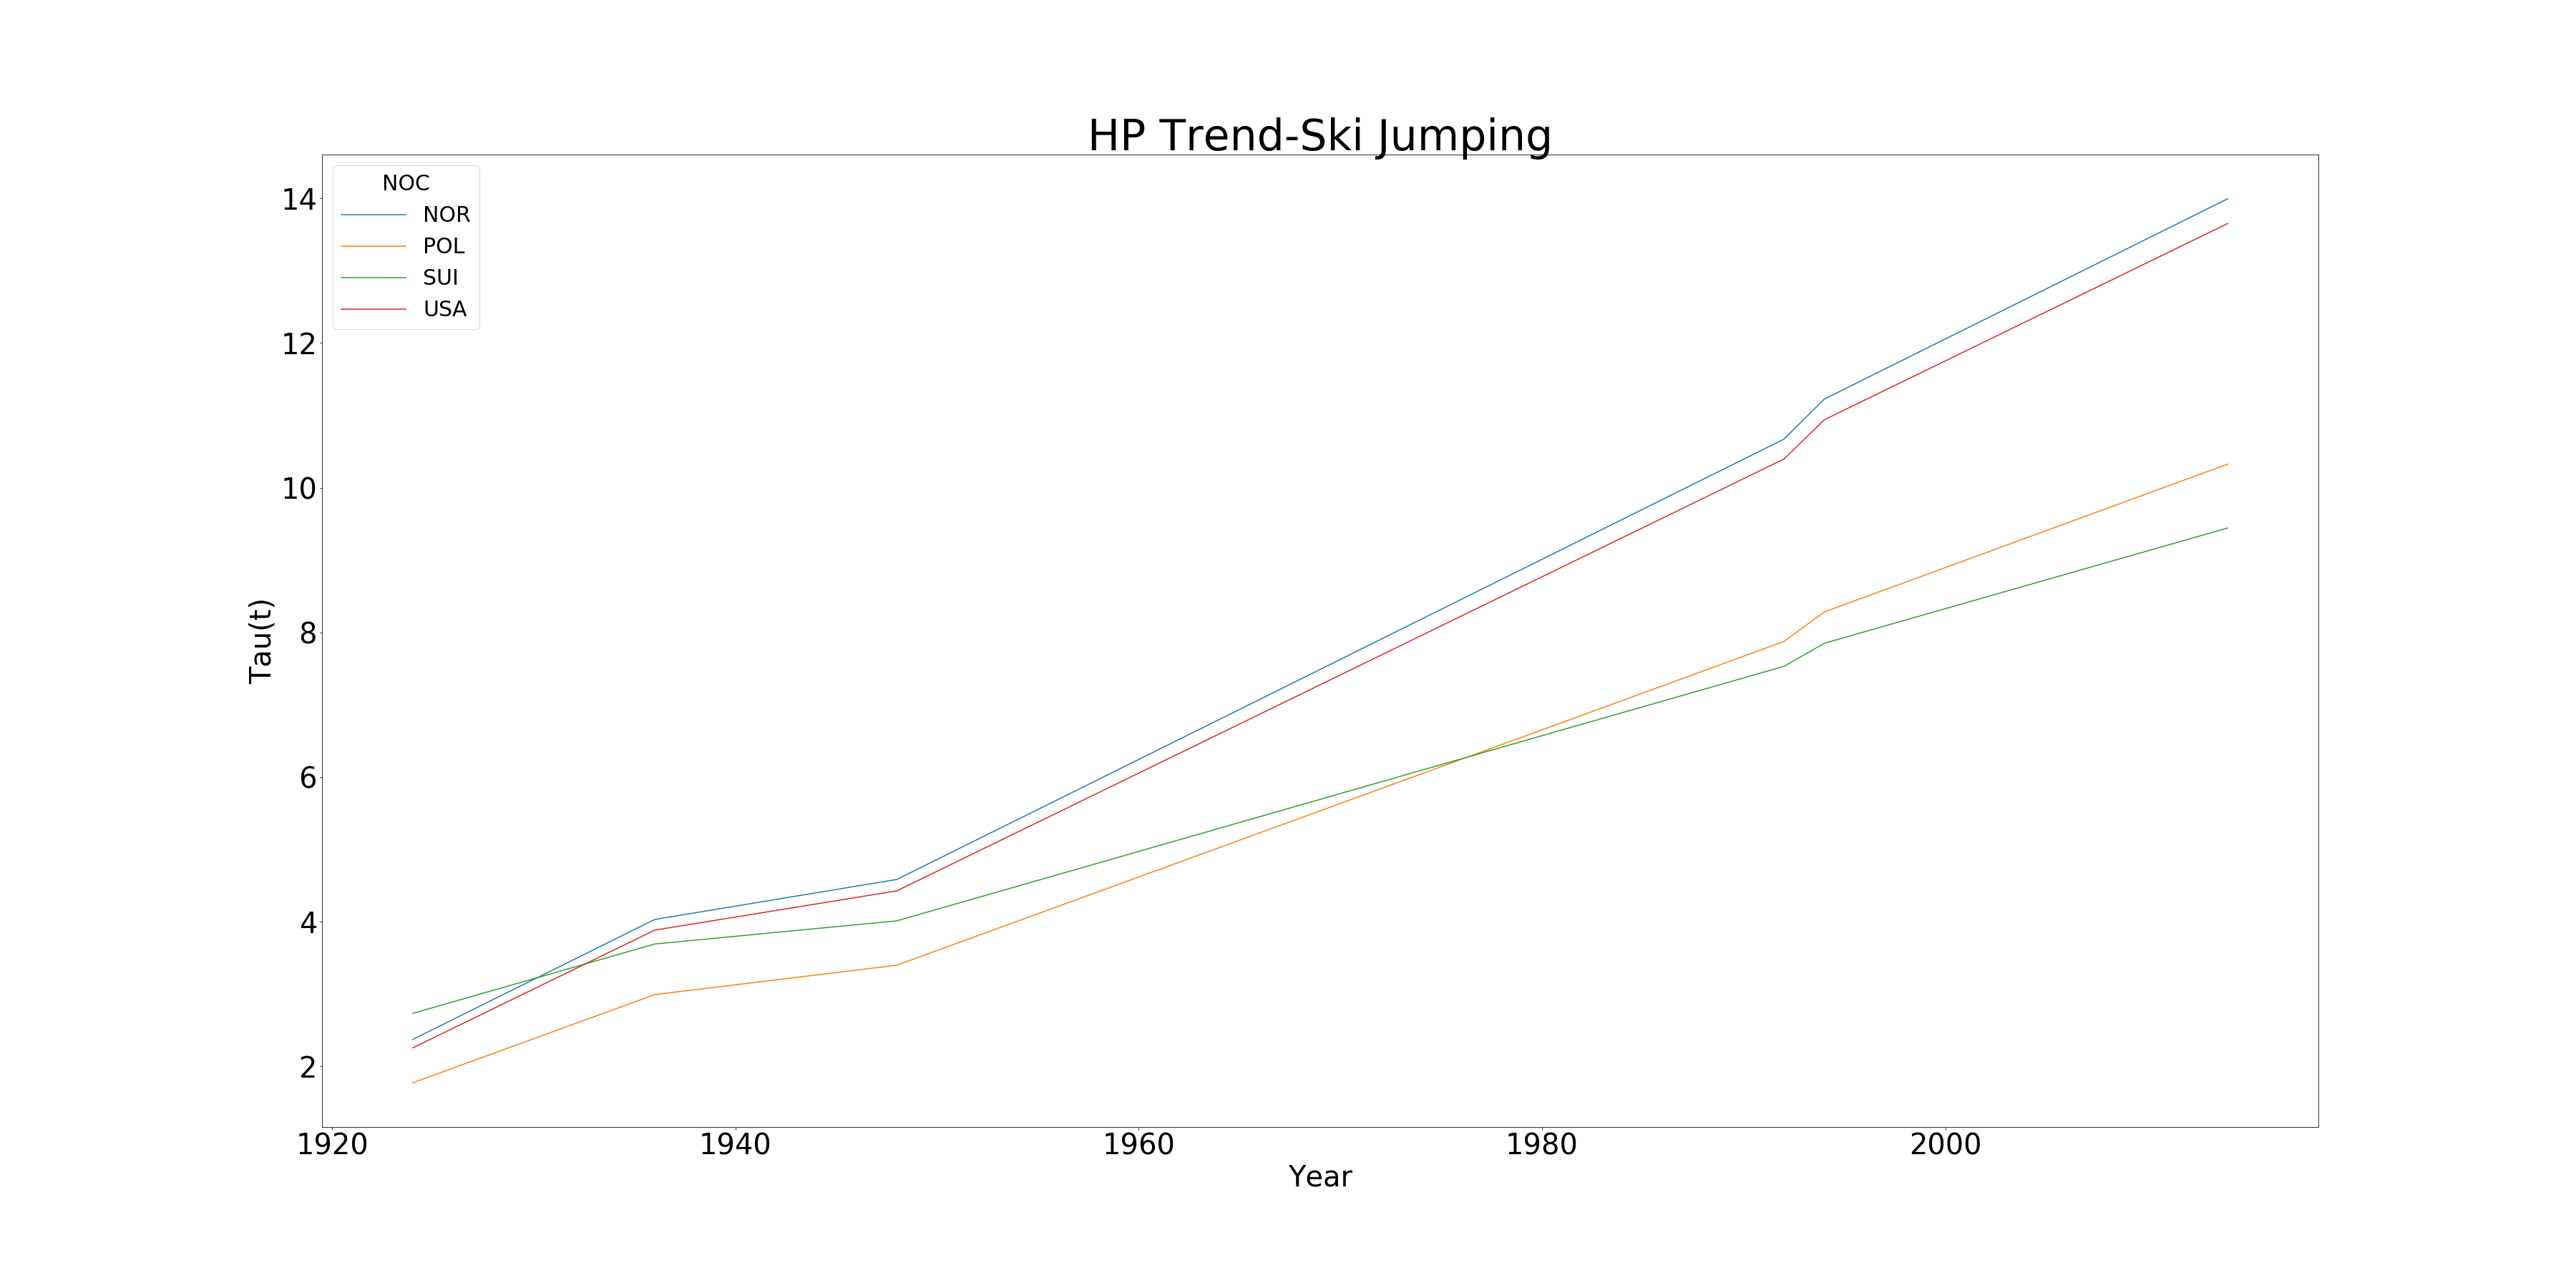 HP Trend-Ski Jumping
NOC
NOR
POL
SUI
USA
14
12
10
8
6
4
2
Tau(t)
1920 1940 1960 1980 2000
Year